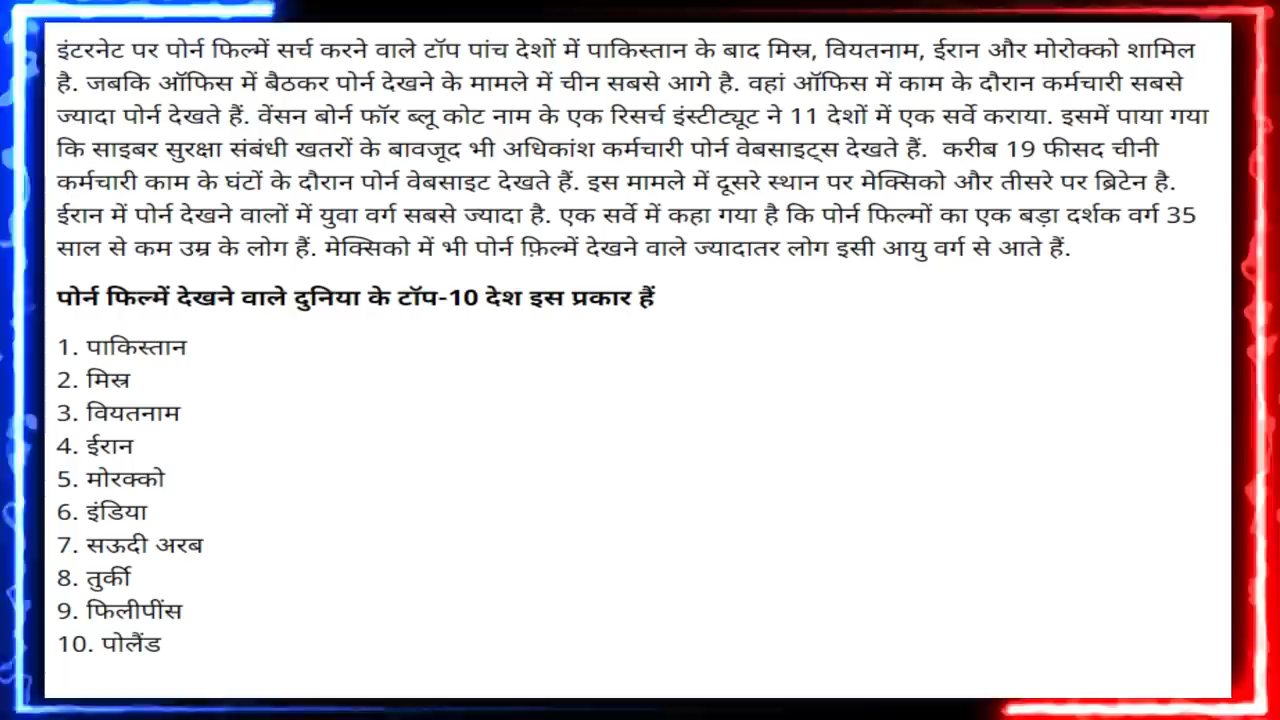 इंटरनेट पर पोर्न फिल्में सर्च करने वाले टॉप पांच देशों में पाकिस्तान के बाद मिस्र, वियतनाम, ईरान और मोरोक्को शामिल
है. जबकि ऑफिस में बैठकर पोर्न देखने के मामले में चीन सबसे आगे है. वहां ऑफिस में काम के दौरान कर्मचारी सबसे
ज्यादा पोर्न देखते हैं. वेंसन बोर्न फॉर ब्लू कोट नाम के एक रिसर्च इंस्टीट्यूट ने 11 देशों में एक सर्वे कराया. इसमें पाया गया
कि साइबर सुरक्षा संबंधी खतरों के बावजूद भी अधिकांश कर्मचारी पोर्न वेबसाइट्स देखते हैं.  करीब 19 फीसद चीनी
कर्मचारी काम के घंटों के दौरान पोर्न वेबसाइट देखते हैं. इस मामले में दूसरे स्थान पर मेक्सिको और तीसरे पर ब्रिटेन है.
ईरान में पोर्न देखने वालों में युवा वर्ग सबसे ज्यादा है. एक सर्वे में कहा गया है कि पोर्न फिल्मों का एक बड़ा दर्शक वर्ग 35
साल से कम उम्र के लोग हैं. मेक्सिको में भी पोर्न फ़िल्में देखने वाले ज्यादातर लोग इसी आयु वर्ग से आते हैं.
पोर्न फिल्में देखने वाले दुनिया के टॉप-10 देश इस प्रकार हैं
1. पाकिस्तान
2. मिस्र
3. वियतनाम
4. ईरान
5. मोरक्को
6. इंडिया
7. सऊदी अरब
8. तुर्की
9. फिलीपींस
10. पोलैंड